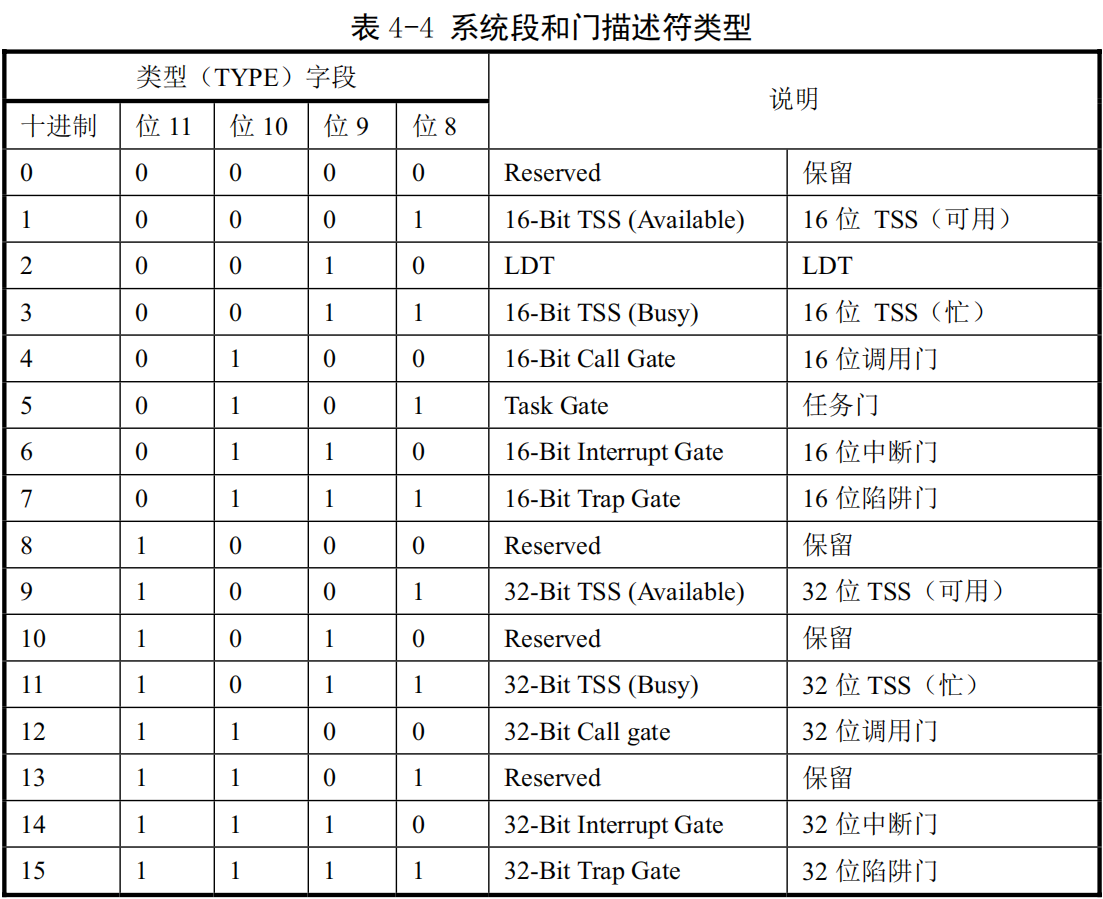 表 4-4 系统段和门描述符类型
类型（TYPE）字段 说明
十进制 位 11 位 10 位 9 位 8
0 0 0 0 0 Reserved 保留
1 0 0 0 1 16-Bit TSS (Available) 16 位 TSS（可用）
2 0 0 1 0 LDT LDT
3 0 0 1 1 16-Bit TSS (Busy) 16 位 TSS（忙）
4 0 1 0 0 16-Bit Call Gate 16 位调用门
5 0 1 0 1 Task Gate 任务门
6 0 1 1 0 16-Bit Interrupt Gate 16 位中断门
7 0 1 1 1 16-Bit Trap Gate 16 位陷阱门
8 1 0 0 0 Reserved 保留
9 1 0 0 1 32-Bit TSS (Available) 32 位 TSS（可用）
10 1 0 1 0 Reserved 保留
11 1 0 1 1 32-Bit TSS (Busy) 32 位 TSS（忙）
12 1 1 0 0 32-Bit Call gate 32 位调用门
13 1 1 0 1 Reserved 保留
14 1 1 1 0 32-Bit Interrupt Gate 32 位中断门
15 1 1 1 1 32-Bit Trap Gate 32 位陷阱门